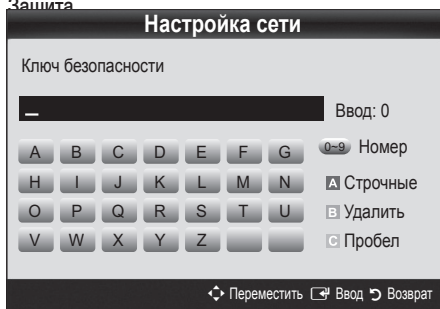 Защита
Настройка сети
Ключ безопасности
_
Ввод: 0
A B C D E F G
0~9 Номер
H I J K L M N
A Строчные
O P Q R S T U
B Удалить
V W X Y Z
C Пробел
Переместить Ввод Возврат